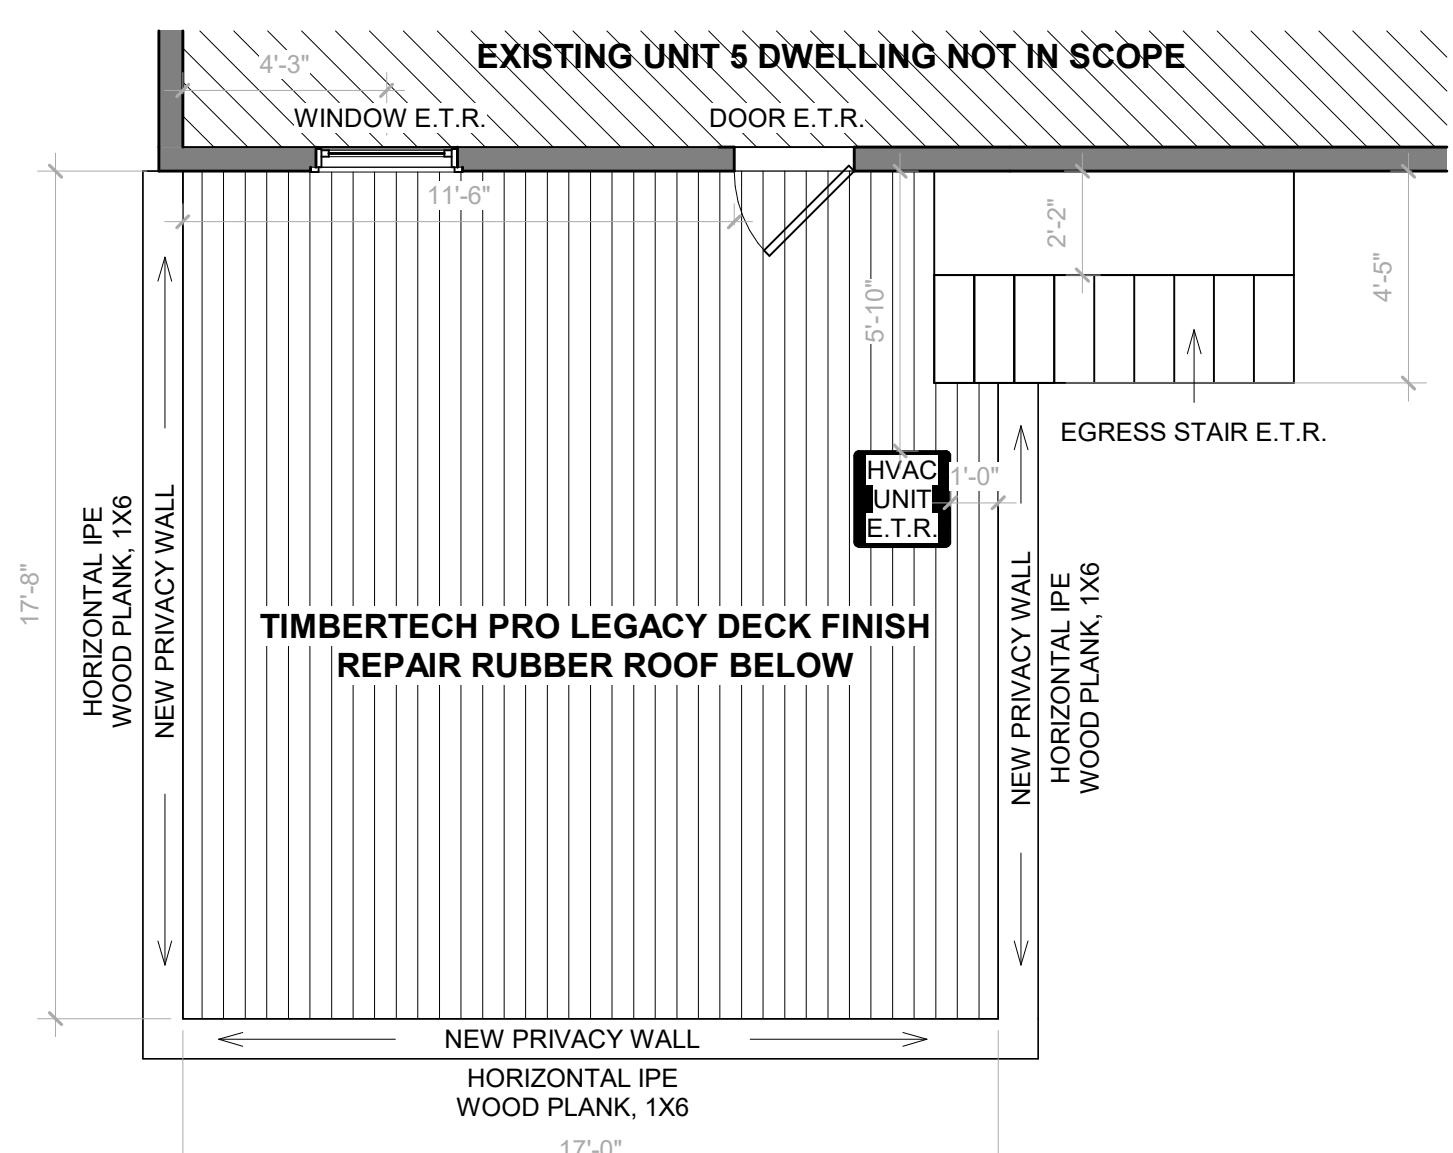 EXISTING UNIT 5 DWELLING NOT IN SCOPE
4'-3"
WINDOW E.T.R.
DOOR E.T.R.
11'-6"
2'-2"
4'-5"
5'-10"
EGRESS STAIR E.T.R.
HVAC
UNIT
E.T.R.
1'-0"
17'-8"
HORIZONTAL IPE
WOOD PLANK, 1X6
NEW PRIVACY WALL
TIMBERTECH PRO LEGACY DECK FINISH
REPAIR RUBBER ROOF BELOW
NEW PRIVACY WALL
HORIZONTAL IPE
WOOD PLANK, 1X6
NEW PRIVACY WALL
HORIZONTAL IPE
WOOD PLANK, 1X6
17'-0"